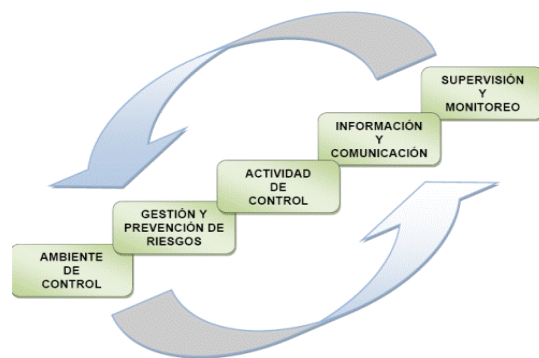 SUPERVISIÓN
Y
MONITOREO
INFORMACIÓN
Y
COMUNICACIÓN
ACTIVIDAD
DE
CONTROL
GESTIÓN Y
PREVENCIÓN DE
RIESGOS
AMBIENTE
DE
CONTROL